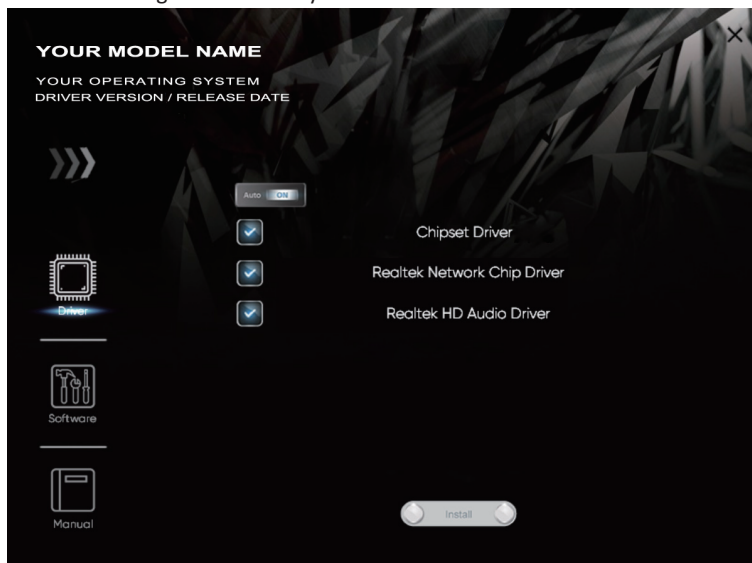 YOUR MODEL NAME
YOUR OPERATING SYSTEM
DRIVER VERSION / RELEASE DATE
Auto ON
Chipset Driver
Realtek Network Chip Driver
Realtek HD Audio Driver
Driver
Software
Manual
Install